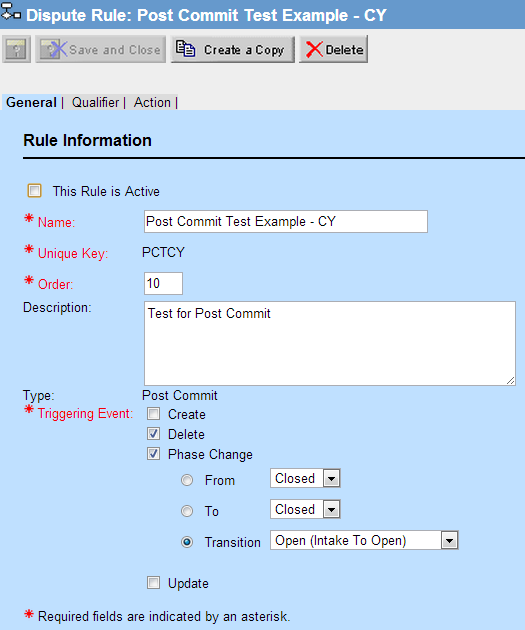 Dispute Rule: Post Commit Test Example - CY
Save and Close Create a Copy Delete
General | Qualifier | Action |
Rule Information
This Rule is Active
* Name: Post Commit Test Example - CY
* Unique Key: PCTCY
* Order: 10
Description: Test for Post Commit
Type: Post Commit
* Triggering Event: Create
Delete
Phase Change
From Closed
To Closed
Transition Open (Intake To Open)
Update
* Required fields are indicated by an asterisk.